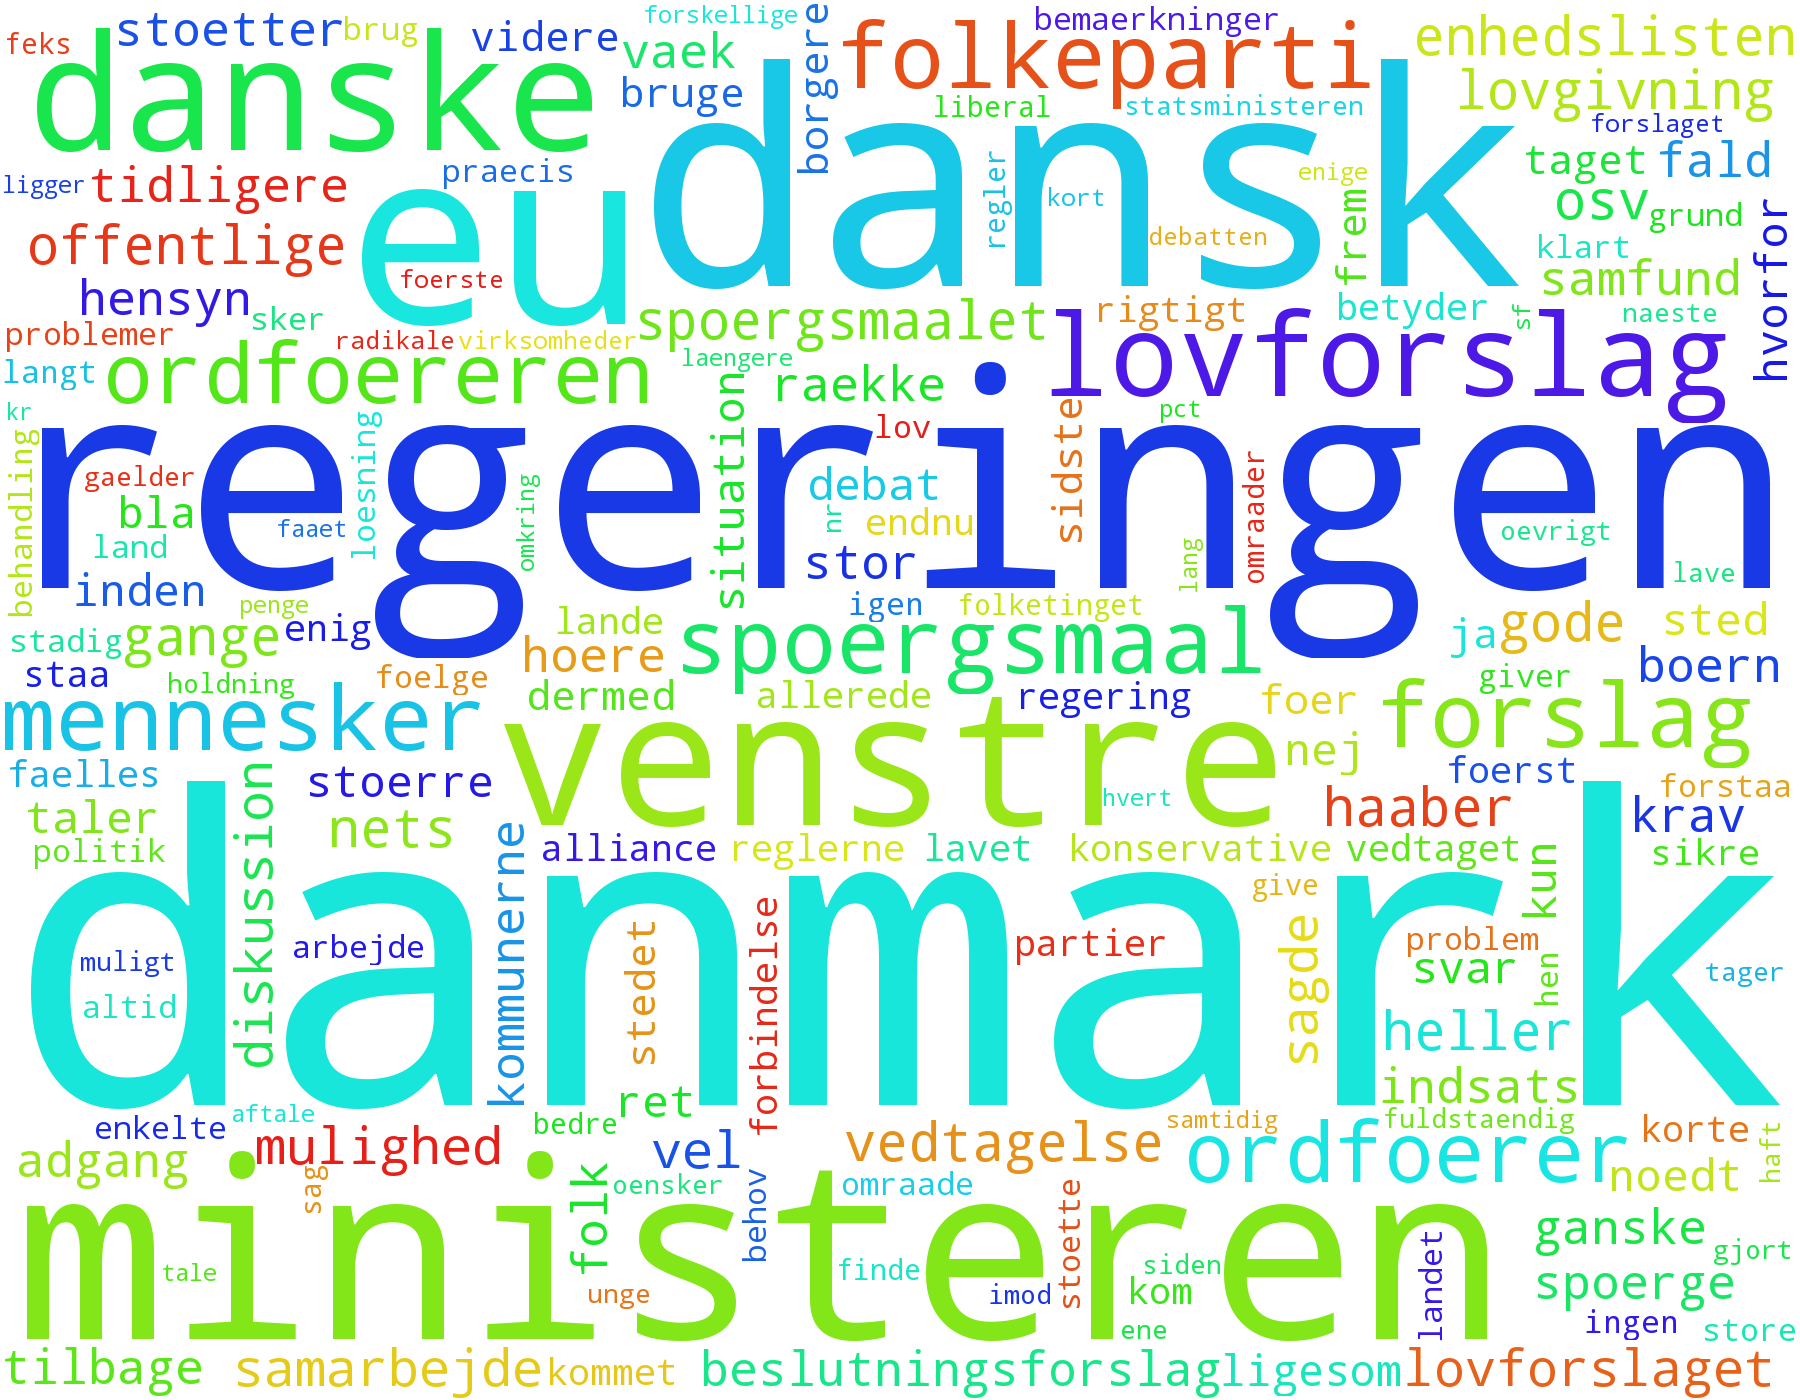 feks
stoetter
brug
videre
forskellige
vaek
bruge
borgere
bemaerkninger
folkeparti
enhedslisten
lovgivning
danske
liberal
statsministeren
forslaget
ligger
tidligere
praecis
eu
dansk
regler
kort
enige
taget
fald
osv
grund
hvorfor
offentlige
foerste
debatten
frem
klart
samfund
hensyn
sker
problemer
radikale
virksomheder
spoergsmaalet
rigtigt
betyder
sf
naeste
langt
ordfoereren
laengere
raekke
lovforslag
kr
behandling
gaelder
bla
land
faaet
loesning
omkring
situation
lov
debat
endnu
nr
stor
sidste
pct
omraader
lang
oevrigt
lave
regeringen
inden
penge
igen
folketinget
stadig
gange
enig
lande
hoere
spoergsmaal
ja
gode
sted
staa
holdning
foelge
dermed
allerede
regering
foer
giver
boern
mennesker
venstre
nej
forslag
faelles
diskussion
stoerre
hvert
foerst
forstaa
taler
nets
haaber
krav
politik
kommunerne
alliance
reglerne
lavet
konservative
vedtaget
kun
sikre
danmark
give
muligt
arbejde
stedet
forbindelse
partier
sagde
problem
svar
hen
tager
altid
heller
indsats
enkelte
aftale
ret
bedre
samtidig
fuldstaendig
korte
haft
adgang
mulighed
vel
vedtagelse
ordfoerer
noedt
sag
folk
oensker
behov
omraade
stoette
ministeren
landet
ganske
gjort
tale
unge
finde
imod
siden
kom
spoerge
ene
ingen
store
tilbage
samarbejde
kommet
beslutningsforslag
ligesom
lovforslaget